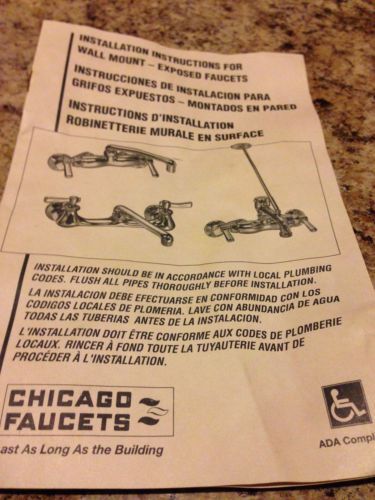 INSTALLATION INSTRUCTIONS FOR
WALL MOUNT – EXPOSED FAUCETS
INSTRUCCIONES DE INSTALACION PARA
GRIFOS EXPUESTOS – MONTADOS EN PARED
INSTRUCTIONS D'INSTALLATION
ROBINETTERIE MURALE EN SURFACE
INSTALLATION SHOULD BE IN ACCORDANCE WITH LOCAL PLUMBING
CODES. FLUSH ALL PIPES THOROUGHLY BEFORE INSTALLATION.
LA INSTALACION DEBE EFECTUARSE EN CONFORMIDAD CON LOS
CODIGOS LOCALES DE PLOMERIA. LAVE CON ABUNDANCIA DE AGUA
TODAS LAS TUBERIAS ANTES DE LA INSTALACION.
L'INSTALLATION DOIT ÊTRE CONFORME AUX CODES DE PLOMBERIE
LOCAUX. RINCER À FOND TOUTE LA TUYAUTERIE AVANT DE
PROCÉDER À L'INSTALLATION.
CHICAGO
FAUCETS
ast As Long As the Building
ADA Compl